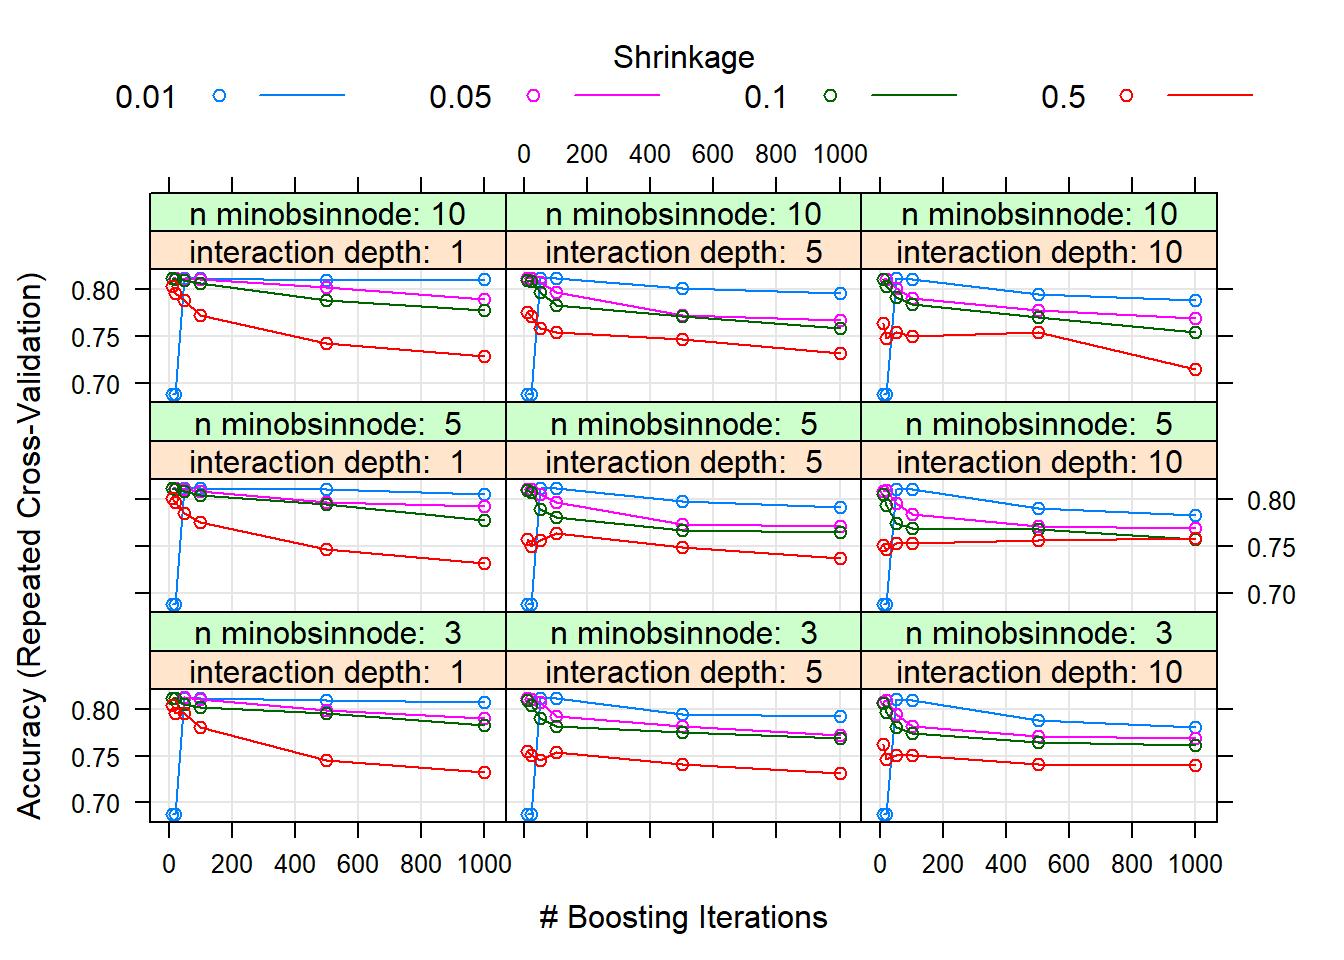 Shrinkage
0.01 0.05 0.1 0.5
0 200 400 600 800 1000
n minobsinnode: 10 n minobsinnode: 10 n minobsinnode: 10
interaction depth: 1 interaction depth: 5 interaction depth: 10
0.80
0.75
0.70
n minobsinnode: 5 n minobsinnode: 5 n minobsinnode: 5
interaction depth: 1 interaction depth: 5 interaction depth: 10
0.80
0.75
0.70
n minobsinnode: 3 n minobsinnode: 3 n minobsinnode: 3
interaction depth: 1 interaction depth: 5 interaction depth: 10
0.80
0.75
0.70
0 200 400 600 800 1000 0 200 400 600 800 1000
# Boosting Iterations
Accuracy (Repeated Cross-Validation)